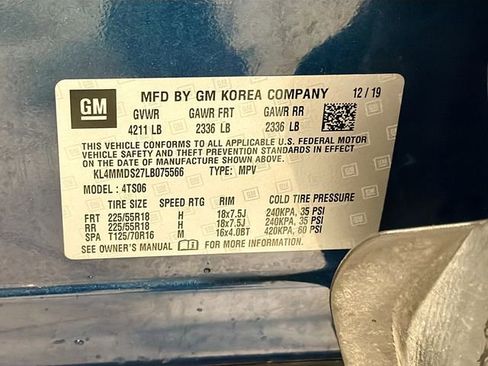 GM MFD BY GM KOREA COMPANY 12 / 19
GVWR GAWR FRT GAWR RR
4211 LB 2336 LB 2336 LB
THIS VEHICLE CONFORMS TO ALL APPLICABLE U.S. FEDERAL MOTOR
VEHICLE SAFETY AND THEFT PREVENTION STANDARDS IN EFFECT
ON THE DATE OF MANUFACTURE SHOWN ABOVE.
KL4MMDS27LB075566 TYPE: MPV
MODEL: 4TS06
TIRE SIZE SPEED RTG RIM COLD TIRE PRESSURE
FRT 225/55R18 H 18x7.5J 240KPA, 35 PSI
RR 225/55R18 H 18x7.5J 240KPA, 35 PSI
SPA T125/70R16 M 16x4.0BT 420KPA, 60 PSI
SEE OWNER'S MANUAL FOR MORE INFORMATION